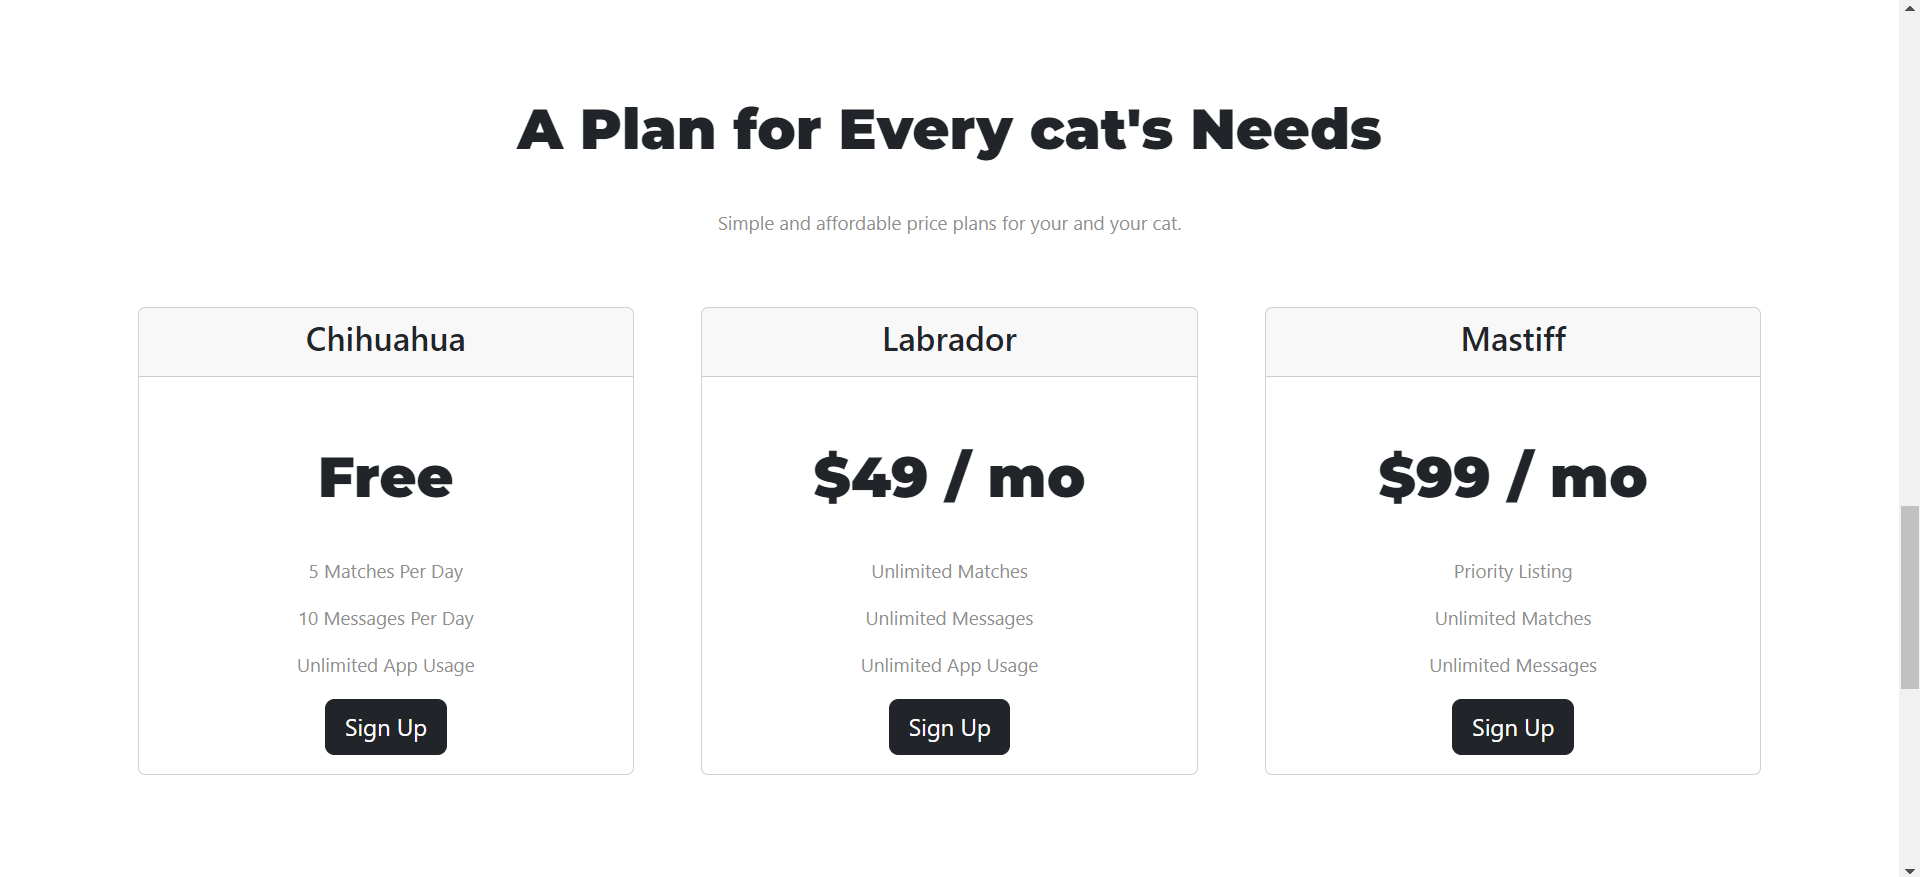 A Plan for Every cat's Needs
Simple and affordable price plans for your and your cat.
Chihuahua
Free
5 Matches Per Day
10 Messages Per Day
Unlimited App Usage
Sign Up
Labrador
$49 / mo
Unlimited Matches
Unlimited Messages
Unlimited App Usage
Sign Up
Mastiff
$99 / mo
Priority Listing
Unlimited Matches
Unlimited Messages
Sign Up